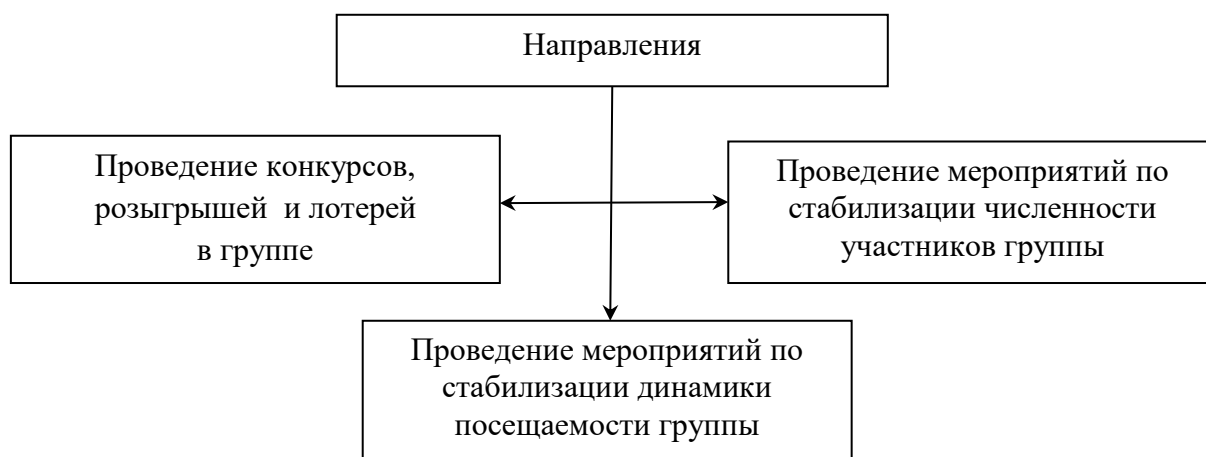 Направления
Проведение конкурсов,
розыгрышей и лотерей
в группе
Проведение мероприятий по
стабилизации численности
участников группы
Проведение мероприятий по
стабилизации динамики
посещаемости группы